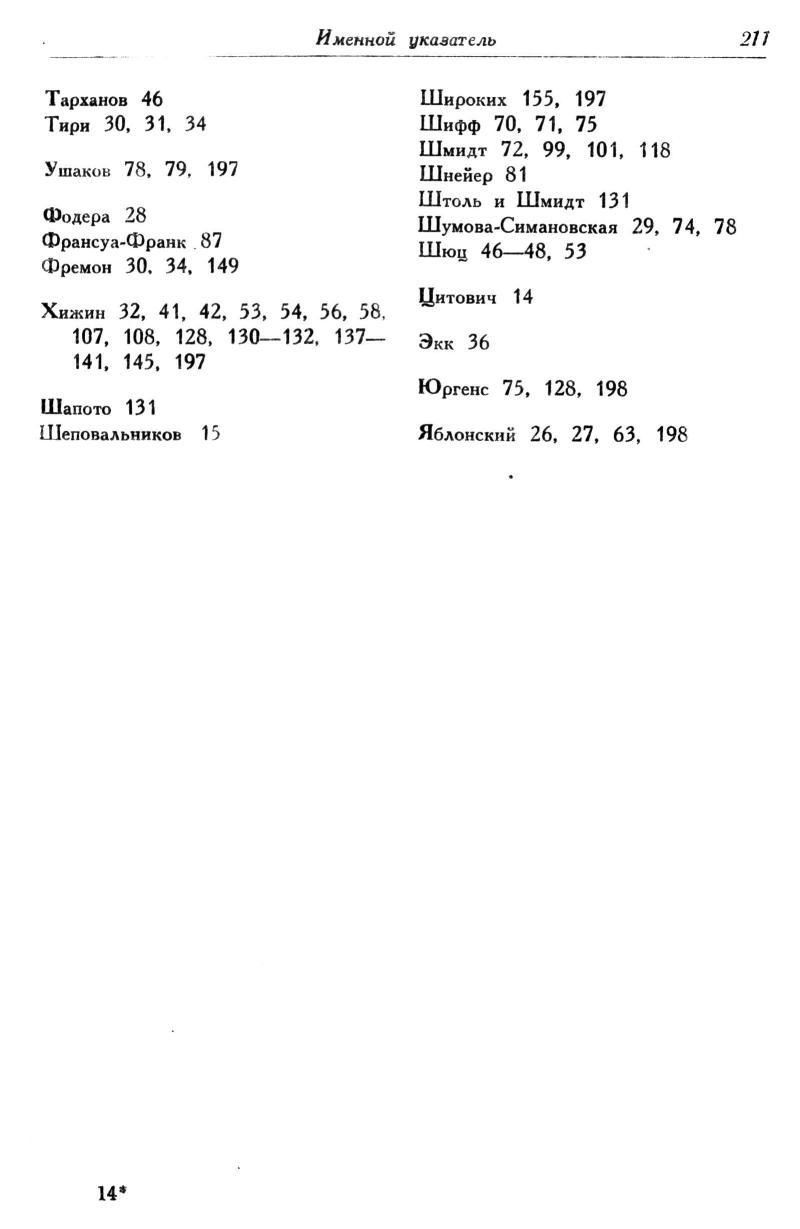 Именной указатель 211
Тарханов 46
Тири 30, 31, 34
Ушаков 78, 79, 197
Фодера 28
Франсуа-Франк 87
Фремон 30, 34, 149
Хижин 32, 41, 42, 53, 54, 56, 58,
107, 108, 128, 130—132, 137—
141, 145, 197
Шапото 131
Шеповальников 15
Широких 155, 197
Шифф 70, 71, 75
Шмидт 72, 99, 101, 118
Шнейер 81
Штоль и Шмидт 131
Шумова-Симановская 29, 74, 78
Шюц 46—48, 53
Цитович 14
Экк 36
Юргенс 75, 128, 198
Яблонский 26, 27, 63, 198
14*